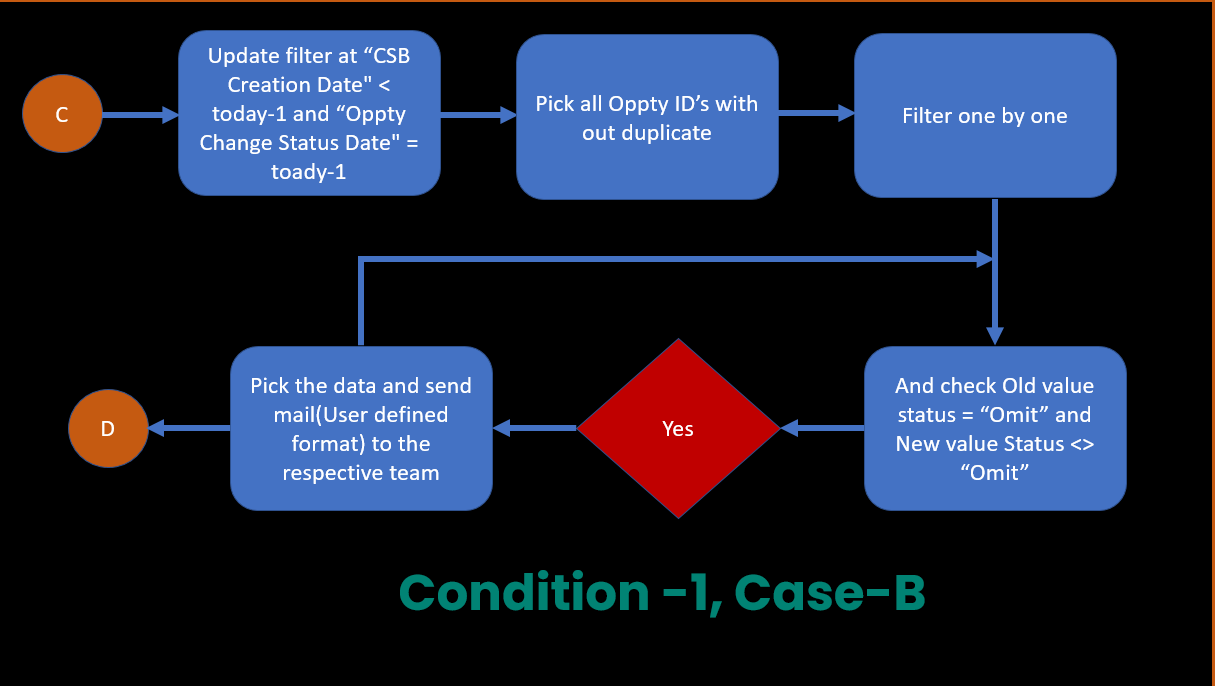 C
Update filter at “CSB
Creation Date" <
today-1 and “Oppty
Change Status Date" =
toady-1
Pick all Oppty ID’s with
out duplicate
Filter one by one
D
Pick the data and send
mail(User defined
format) to the
respective team
Yes
And check Old value
status = “Omit” and
New value Status <>
“Omit”
Condition -1, Case-B